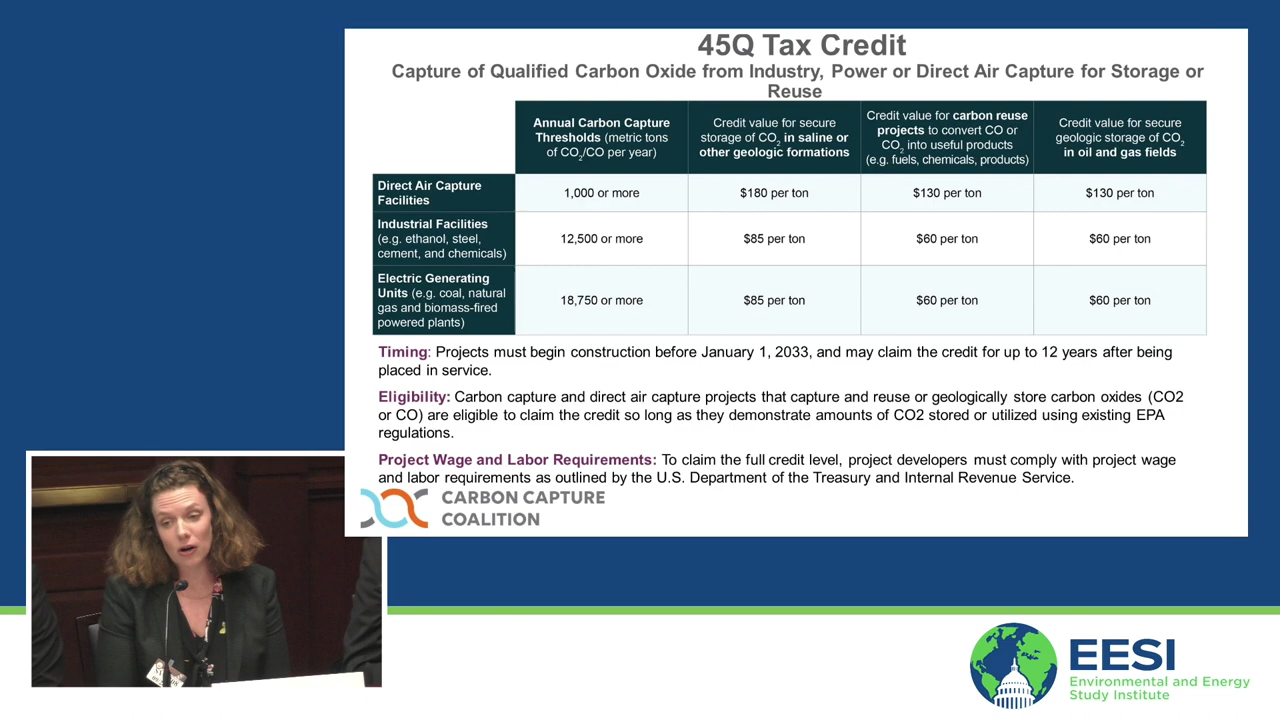 45Q Tax Credit
Capture of Qualified Carbon Oxide from Industry, Power or Direct Air Capture for Storage or
Reuse
Annual Carbon Capture
Thresholds (metric tons
of CO2/CO per year)
Credit value for secure
storage of CO2 in saline or
other geologic formations
Credit value for carbon reuse
projects to convert CO or
CO2 into useful products
(e.g. fuels, chemicals, products)
Credit value for secure
geologic storage of CO2
in oil and gas fields
Direct Air Capture
Facilities
1,000 or more
$180 per ton
$130 per ton
$130 per ton
Industrial Facilities
(e.g. ethanol, steel,
cement, and chemicals)
12,500 or more
$85 per ton
$60 per ton
$60 per ton
Electric Generating
Units (e.g. coal, natural
gas and biomass-fired
powered plants)
18,750 or more
$85 per ton
$60 per ton
$60 per ton
Timing: Projects must begin construction before January 1, 2033, and may claim the credit for up to 12 years after being
placed in service.
Eligibility: Carbon capture and direct air capture projects that capture and reuse or geologically store carbon oxides (CO2
or CO) are eligible to claim the credit so long as they demonstrate amounts of CO2 stored or utilized using existing EPA
regulations.
Project Wage and Labor Requirements: To claim the full credit level, project developers must comply with project wage
and labor requirements as outlined by the U.S. Department of the Treasury and Internal Revenue Service.
CARBON CAPTURE
COALITION
EESI
Environmental and Energy
Study Institute